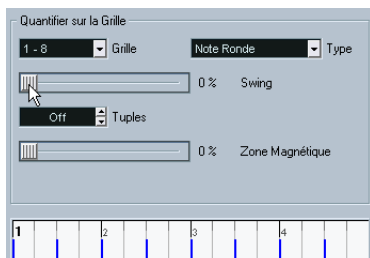 Quantifier sur la Grille
1 - 8 Grille Note Ronde Type
0 % Swing
Off Tuples
0 % Zone Magnétique
1 2 3 4